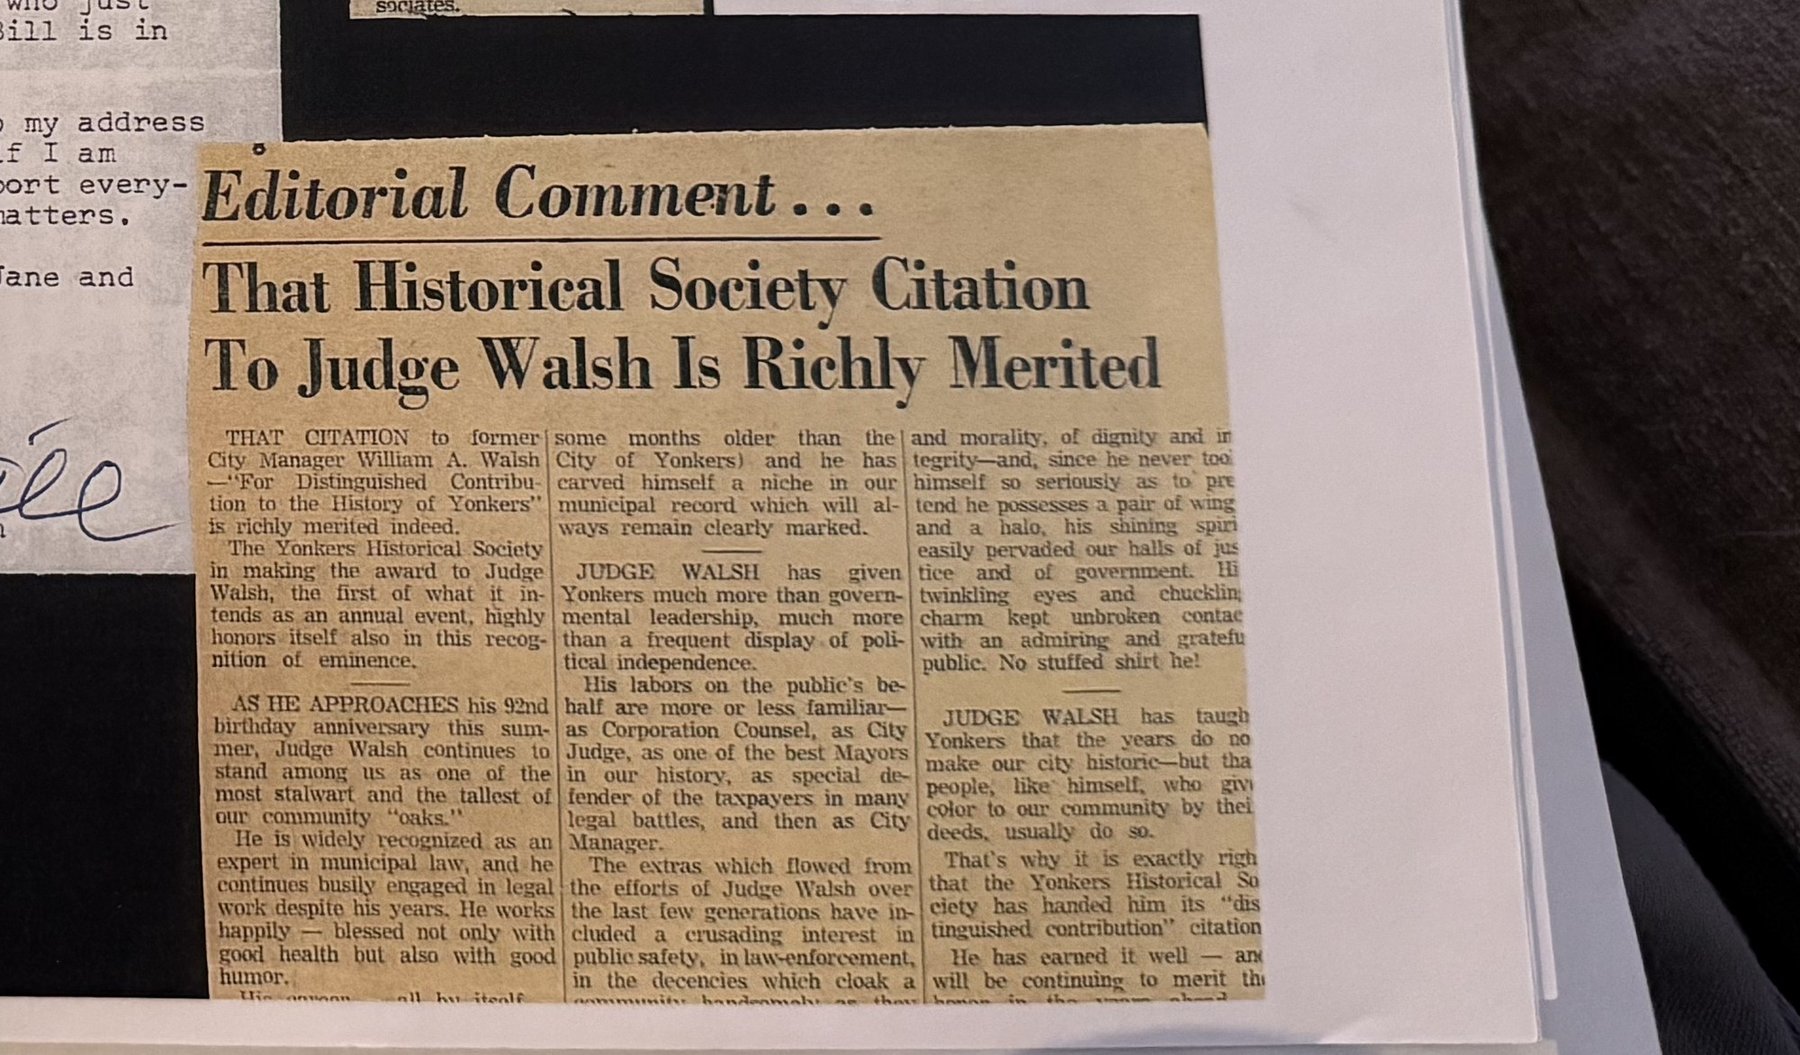 sociates.
who just
Bill is in
my address
if I am
port every-
matters.
Jane and
Editorial Comment...
That Historical Society Citation
To Judge Walsh Is Richly Merited
THAT CITATION to former
City Manager William A. Walsh
—"For Distinguished Contribu-
tion to the History of Yonkers"
is richly merited indeed.
The Yonkers Historical Society
in making the award to Judge
Walsh, the first of what it in-
tends as an annual event, highly
honors itself also in this recog-
nition of eminence.
AS HE APPROACHES his 92nd
birthday anniversary this sum-
mer, Judge Walsh continues to
stand among us as one of the
most stalwart and the tallest of
our community "oaks."
He is widely recognized as an
expert in municipal law, and he
continues busily engaged in legal
work despite his years. He works
happily — blessed not only with
good health but also with good
humor.
His all by itself
some months older than the
City of Yonkers) and he has
carved himself a niche in our
municipal record which will al-
ways remain clearly marked.
JUDGE WALSH has given
Yonkers much more than govern-
mental leadership, much more
than a frequent display of poli-
tical independence.
His labors on the public's be-
half are more or less familiar—
as Corporation Counsel, as City
Judge, as one of the best Mayors
in our history, as special de-
fender of the taxpayers in many
legal battles, and then as City
Manager.
The extras which flowed from
the efforts of Judge Walsh over
the last few generations have in-
cluded a crusading interest in
public safety, in law-enforcement,
in the decencies which cloak a
community handsomely as they
and morality, of dignity and in
tegrity—and, since he never too
himself so seriously as to pre
tend he possesses a pair of wing
and a halo, his shining spiri
easily pervaded our halls of jus
tice and of government. Hi
twinkling eyes and chucklin
charm kept unbroken contac
with an admiring and gratefu
public. No stuffed shirt he!
JUDGE WALSH has taugh
Yonkers that the years do no
make our city historic—but tha
people, like himself, who giv
color to our community by thei
deeds, usually do so.
That's why it is exactly righ
that the Yonkers Historical So
ciety has handed him its "dis
tinguished contribution" citation
He has earned it well — and
will be continuing to merit th
honor in the years ahead